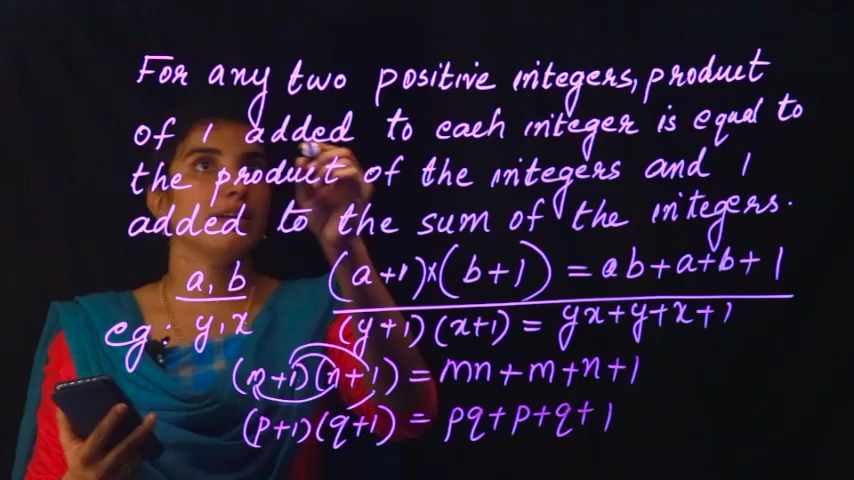 For any two positive integers, product
of 1 added to each integer is equal to
the product of the integers and 1
added to the sum of the integers.
a, b (a+1)×(b+1) = ab+a+b+1
eg: y, x (y+1)(x+1) = yx+y+x+1
(m+1)(n+1) = mn+m+n+1
(p+1)(q+1) = pq+p+q+1